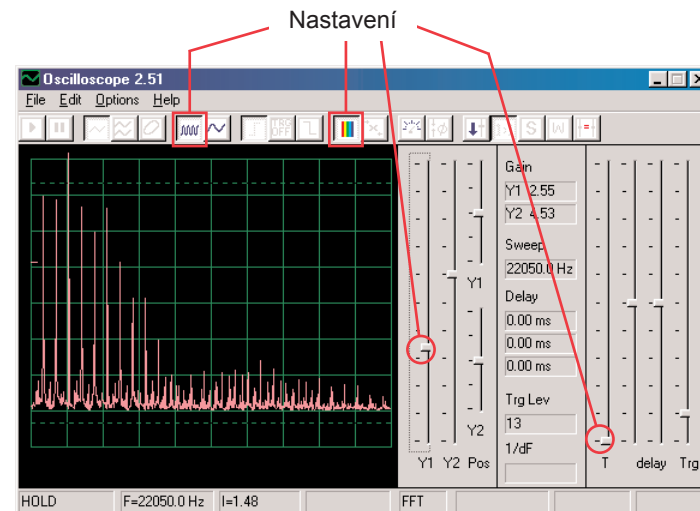 Nastavení
Oscilloscope 2.51
File Edit Options Help
TRG OFF
S W
Gain
Y1 2.55
Y2 4.53
Sweep
22050.0 Hz
Delay
0.00 ms
0.00 ms
0.00 ms
Trg Lev
13
1/dF
Y1
Y2
Y1 Y2 Pos
T delay Trg
HOLD F=22050.0 Hz I=1.48 FFT